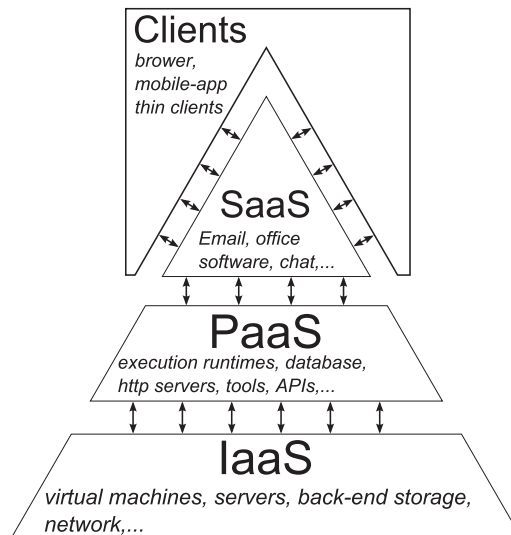 Clients
brower,
mobile-app
thin clients
SaaS
Email, office
software, chat,...
PaaS
execution runtimes, database,
http servers, tools, APIs,...
IaaS
virtual machines, servers, back-end storage,
network,...